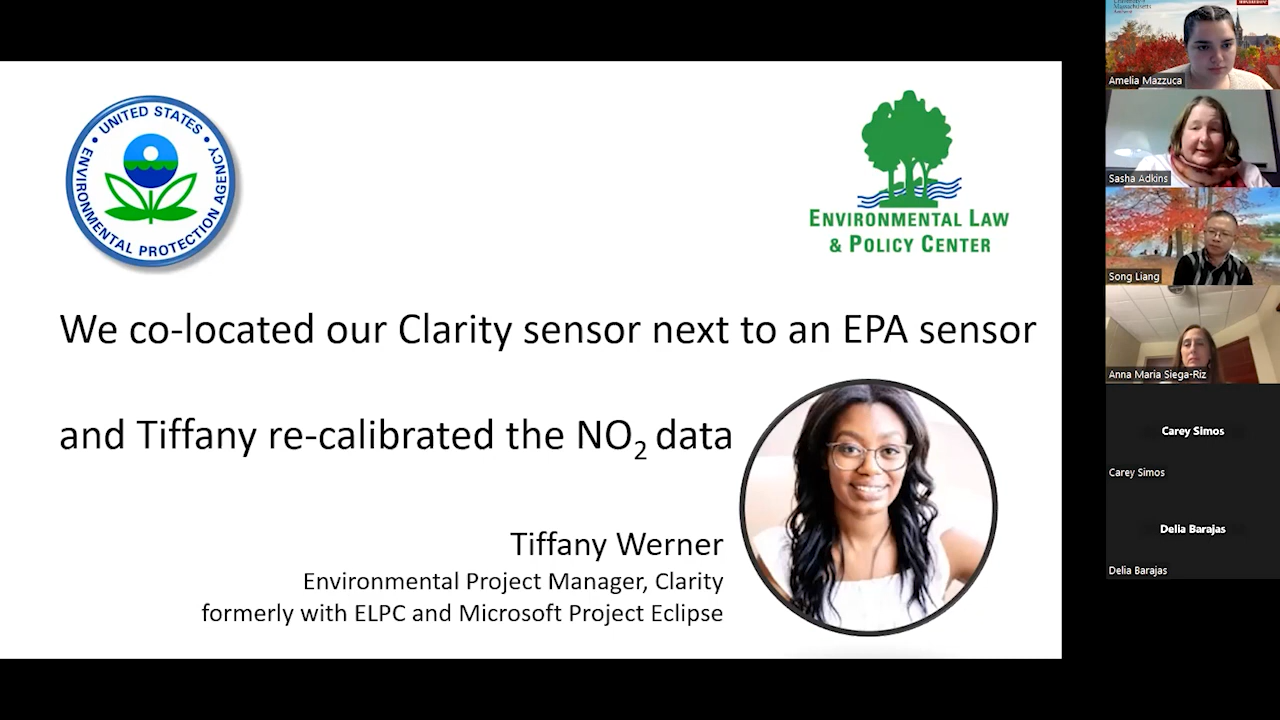 UNITED STATES
ENVIRONMENTAL PROTECTION AGENCY
ENVIRONMENTAL LAW
& POLICY CENTER
We co-located our Clarity sensor next to an EPA sensor
and Tiffany re-calibrated the NO2 data
Tiffany Werner
Environmental Project Manager, Clarity
formerly with ELPC and Microsoft Project Eclipse
Amelia Mazzuca
Sasha Adkins
Song Liang
Anna Maria Siega-Riz
Carey Simos
Carey Simos
Delia Barajas
Delia Barajas